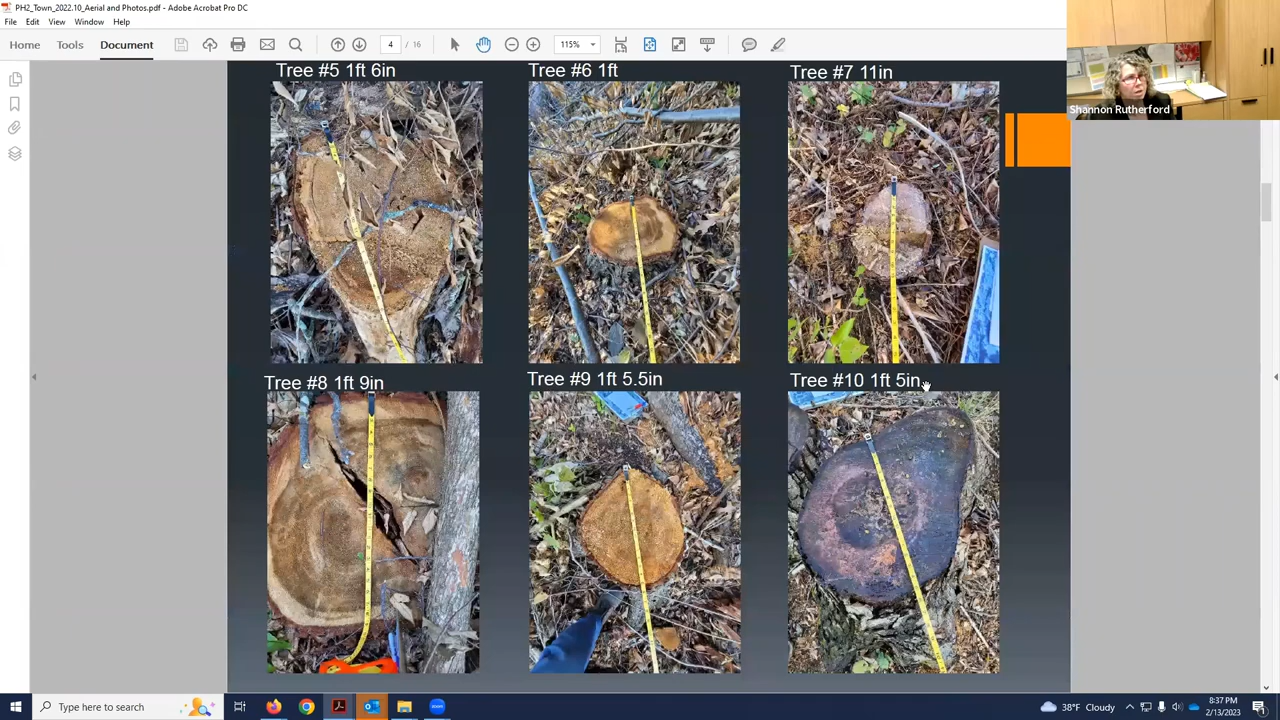 PH2_Town_2022.10_Aerial and Photos.pdf - Adobe Acrobat Pro DC
File Edit View Window Help
Home Tools Document 4 / 16 115%
Shannon Rutherford
Tree #5 1ft 6in
Tree #6 1ft
Tree #7 11in
Tree #8 1ft 9in
Tree #9 1ft 5.5in
Tree #10 1ft 5in
Type here to search
38°F Cloudy
8:37 PM
2/13/2023